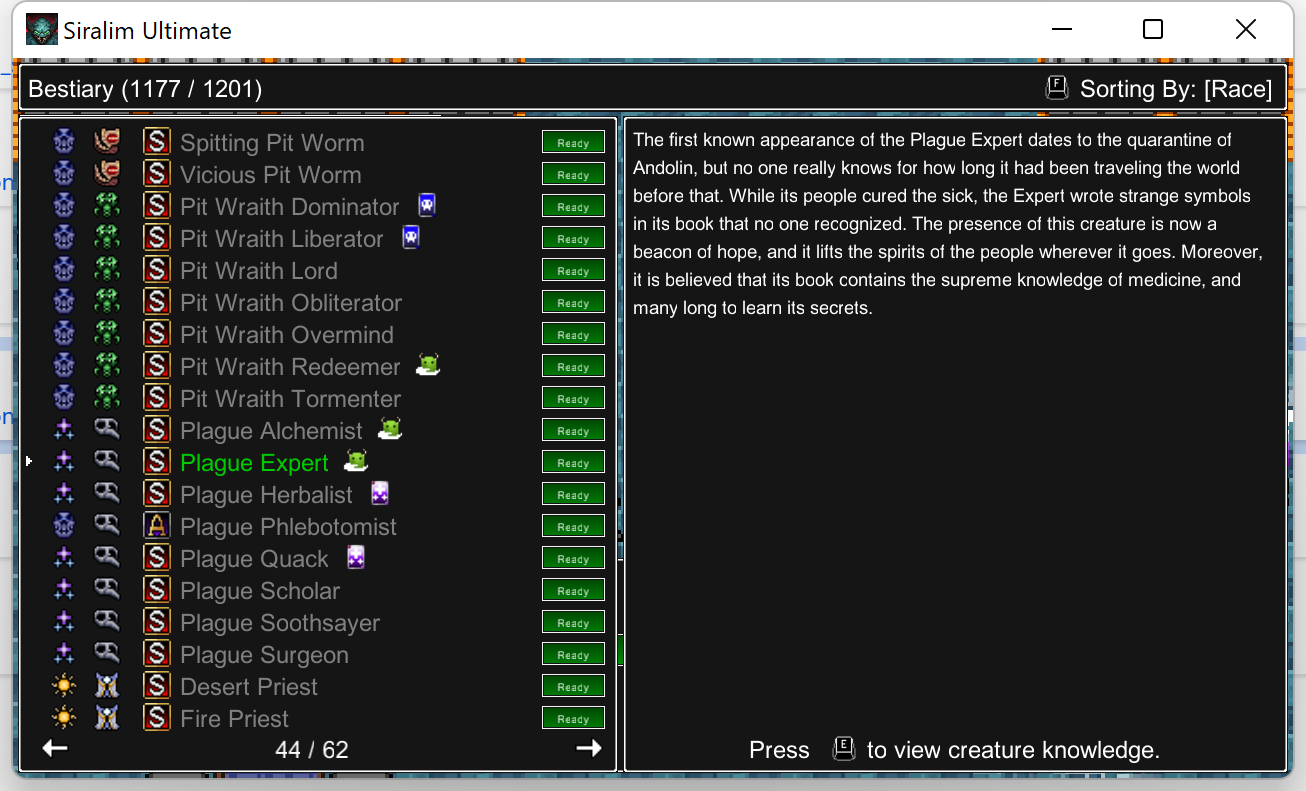 Siralim Ultimate
Bestiary (1177 / 1201)
F Sorting By: [Race]
S Spitting Pit Worm Ready
S Vicious Pit Worm Ready
S Pit Wraith Dominator Ready
S Pit Wraith Liberator Ready
S Pit Wraith Lord Ready
S Pit Wraith Obliterator Ready
S Pit Wraith Overmind Ready
S Pit Wraith Redeemer Ready
S Pit Wraith Tormenter Ready
S Plague Alchemist Ready
S Plague Expert Ready
S Plague Herbalist Ready
A Plague Phlebotomist Ready
S Plague Quack Ready
S Plague Scholar Ready
S Plague Soothsayer Ready
S Plague Surgeon Ready
S Desert Priest Ready
S Fire Priest Ready
44 / 62
The first known appearance of the Plague Expert dates to the quarantine of
Andolin, but no one really knows for how long it had been traveling the world
before that. While its people cured the sick, the Expert wrote strange symbols
in its book that no one recognized. The presence of this creature is now a
beacon of hope, and it lifts the spirits of the people wherever it goes. Moreover,
it is believed that its book contains the supreme knowledge of medicine, and
many long to learn its secrets.
Press E to view creature knowledge.